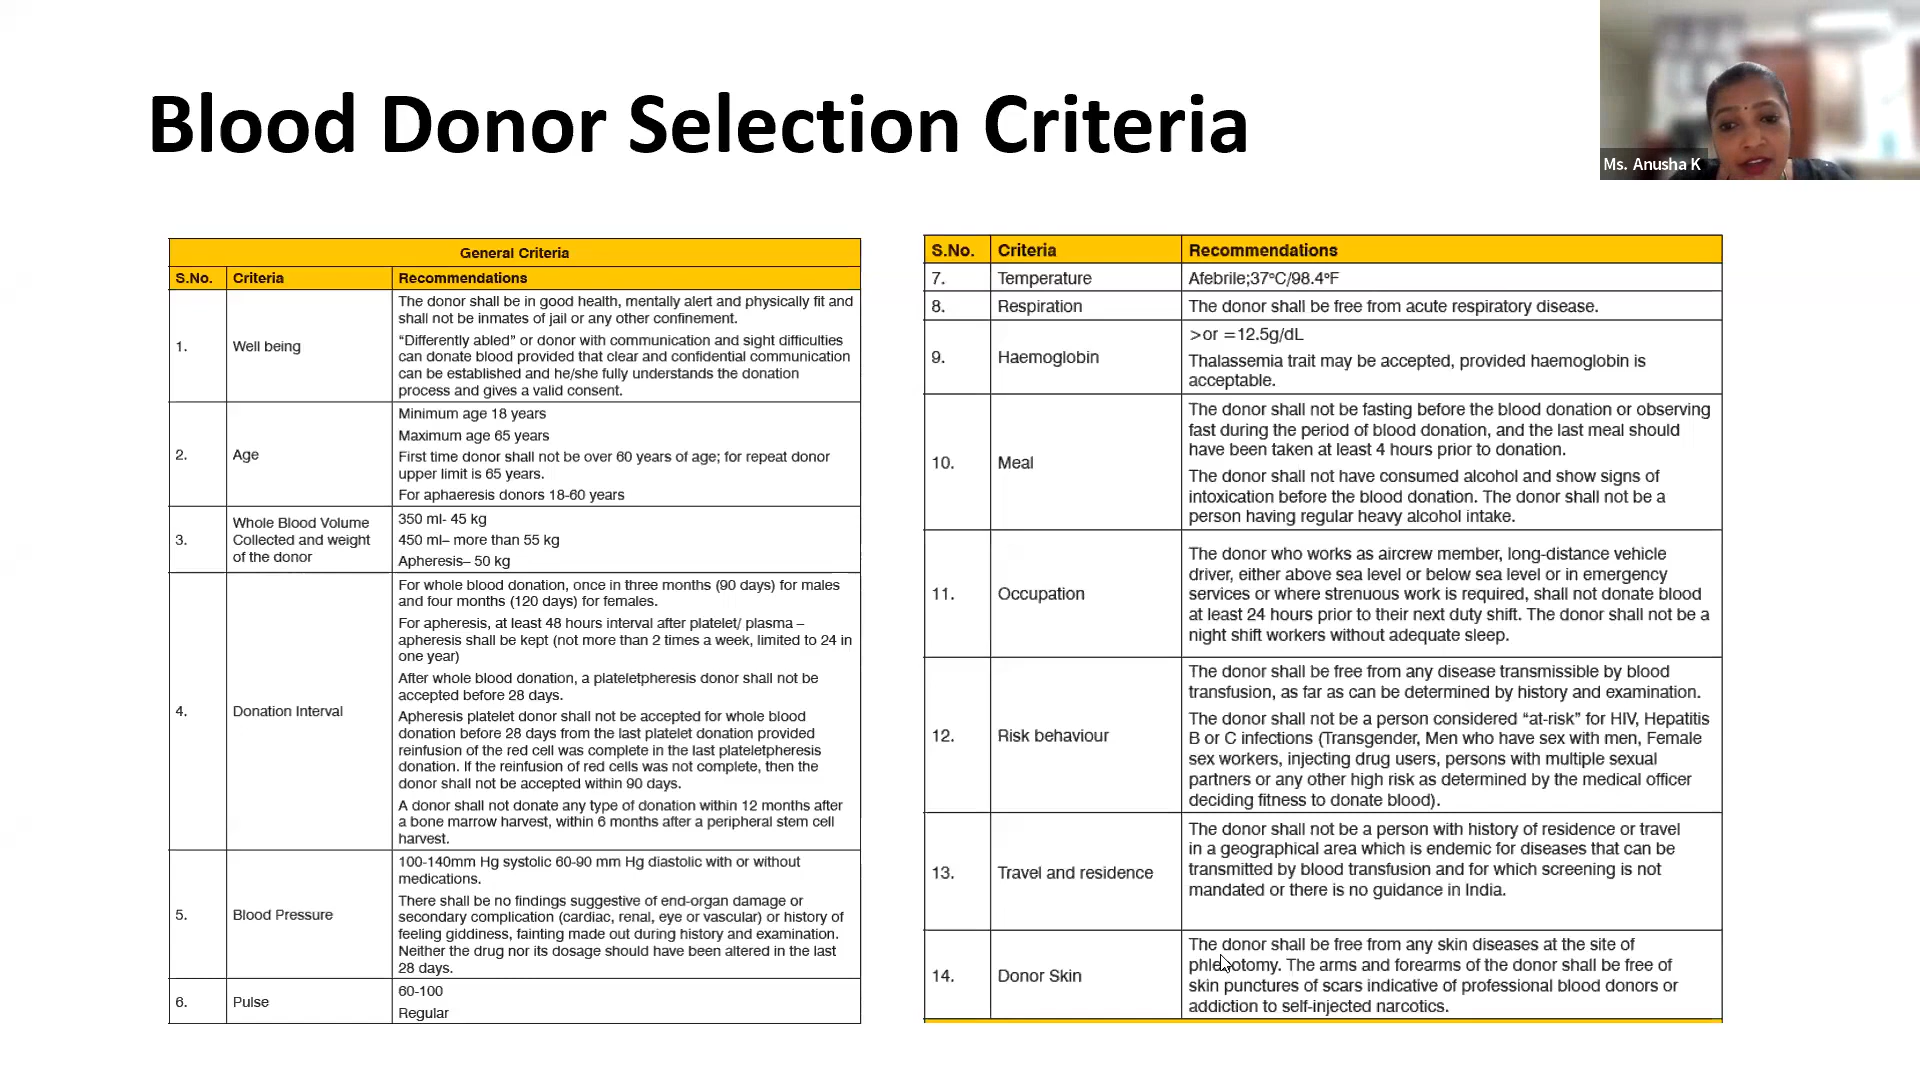 Blood Donor Selection Criteria
Ms. Anusha K
General Criteria
S.No. Criteria Recommendations
1. Well being
The donor shall be in good health, mentally alert and physically fit and
shall not be inmates of jail or any other confinement.
“Differently abled” or donor with communication and sight difficulties
can donate blood provided that clear and confidential communication
can be established and he/she fully understands the donation
process and gives a valid consent.
2. Age
Minimum age 18 years
Maximum age 65 years
First time donor shall not be over 60 years of age; for repeat donor
upper limit is 65 years.
For aphaeresis donors 18-60 years
3. Whole Blood Volume
Collected and weight
of the donor
350 ml- 45 kg
450 ml– more than 55 kg
Apheresis– 50 kg
4. Donation Interval
For whole blood donation, once in three months (90 days) for males
and four months (120 days) for females.
For apheresis, at least 48 hours interval after platelet/ plasma –
apheresis shall be kept (not more than 2 times a week, limited to 24 in
one year)
After whole blood donation, a plateletpheresis donor shall not be
accepted before 28 days.
Apheresis platelet donor shall not be accepted for whole blood
donation before 28 days from the last platelet donation provided
reinfusion of the red cell was complete in the last plateletpheresis
donation. If the reinfusion of red cells was not complete, then the
donor shall not be accepted within 90 days.
A donor shall not donate any type of donation within 12 months after
a bone marrow harvest, within 6 months after a peripheral stem cell
harvest.
5. Blood Pressure
100-140mm Hg systolic 60-90 mm Hg diastolic with or without
medications.
There shall be no findings suggestive of end-organ damage or
secondary complication (cardiac, renal, eye or vascular) or history of
feeling giddiness, fainting made out during history and examination.
Neither the drug nor its dosage should have been altered in the last
28 days.
6. Pulse
60-100
Regular
S.No. Criteria Recommendations
7. Temperature Afebrile;37°C/98.4°F
8. Respiration The donor shall be free from acute respiratory disease.
9. Haemoglobin
>or =12.5g/dL
Thalassemia trait may be accepted, provided haemoglobin is
acceptable.
10. Meal
The donor shall not be fasting before the blood donation or observing
fast during the period of blood donation, and the last meal should
have been taken at least 4 hours prior to donation.
The donor shall not have consumed alcohol and show signs of
intoxication before the blood donation. The donor shall not be a
person having regular heavy alcohol intake.
11. Occupation
The donor who works as aircrew member, long-distance vehicle
driver, either above sea level or below sea level or in emergency
services or where strenuous work is required, shall not donate blood
at least 24 hours prior to their next duty shift. The donor shall not be a
night shift workers without adequate sleep.
12. Risk behaviour
The donor shall be free from any disease transmissible by blood
transfusion, as far as can be determined by history and examination.
The donor shall not be a person considered “at-risk” for HIV, Hepatitis
B or C infections (Transgender, Men who have sex with men, Female
sex workers, injecting drug users, persons with multiple sexual
partners or any other high risk as determined by the medical officer
deciding fitness to donate blood).
13. Travel and residence
The donor shall not be a person with history of residence or travel
in a geographical area which is endemic for diseases that can be
transmitted by blood transfusion and for which screening is not
mandated or there is no guidance in India.
14. Donor Skin
The donor shall be free from any skin diseases at the site of
phlebotomy. The arms and forearms of the donor shall be free of
skin punctures of scars indicative of professional blood donors or
addiction to self-injected narcotics.